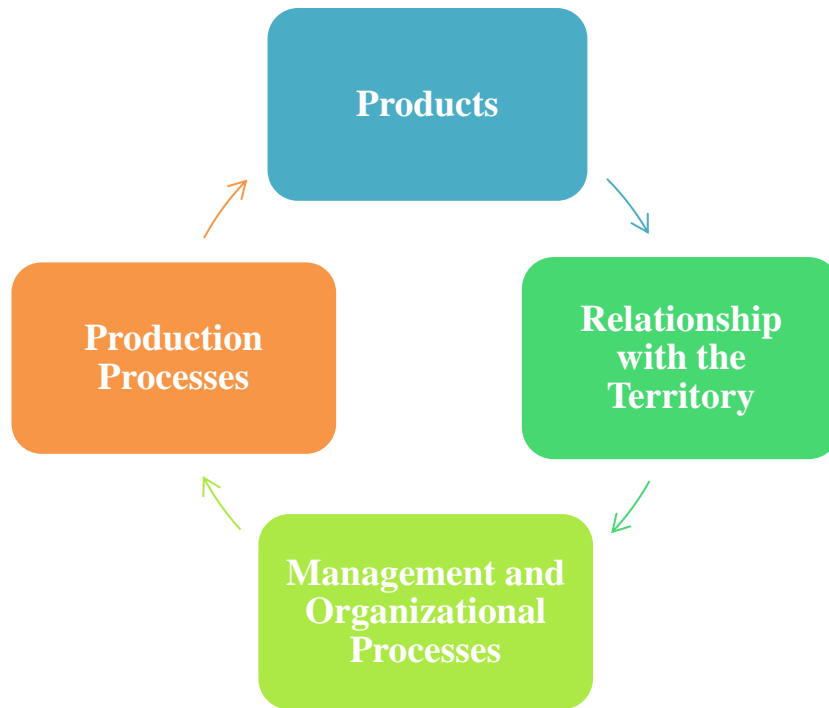 Products
Relationship
with the
Territory
Production
Processes
Management and
Organizational
Processes